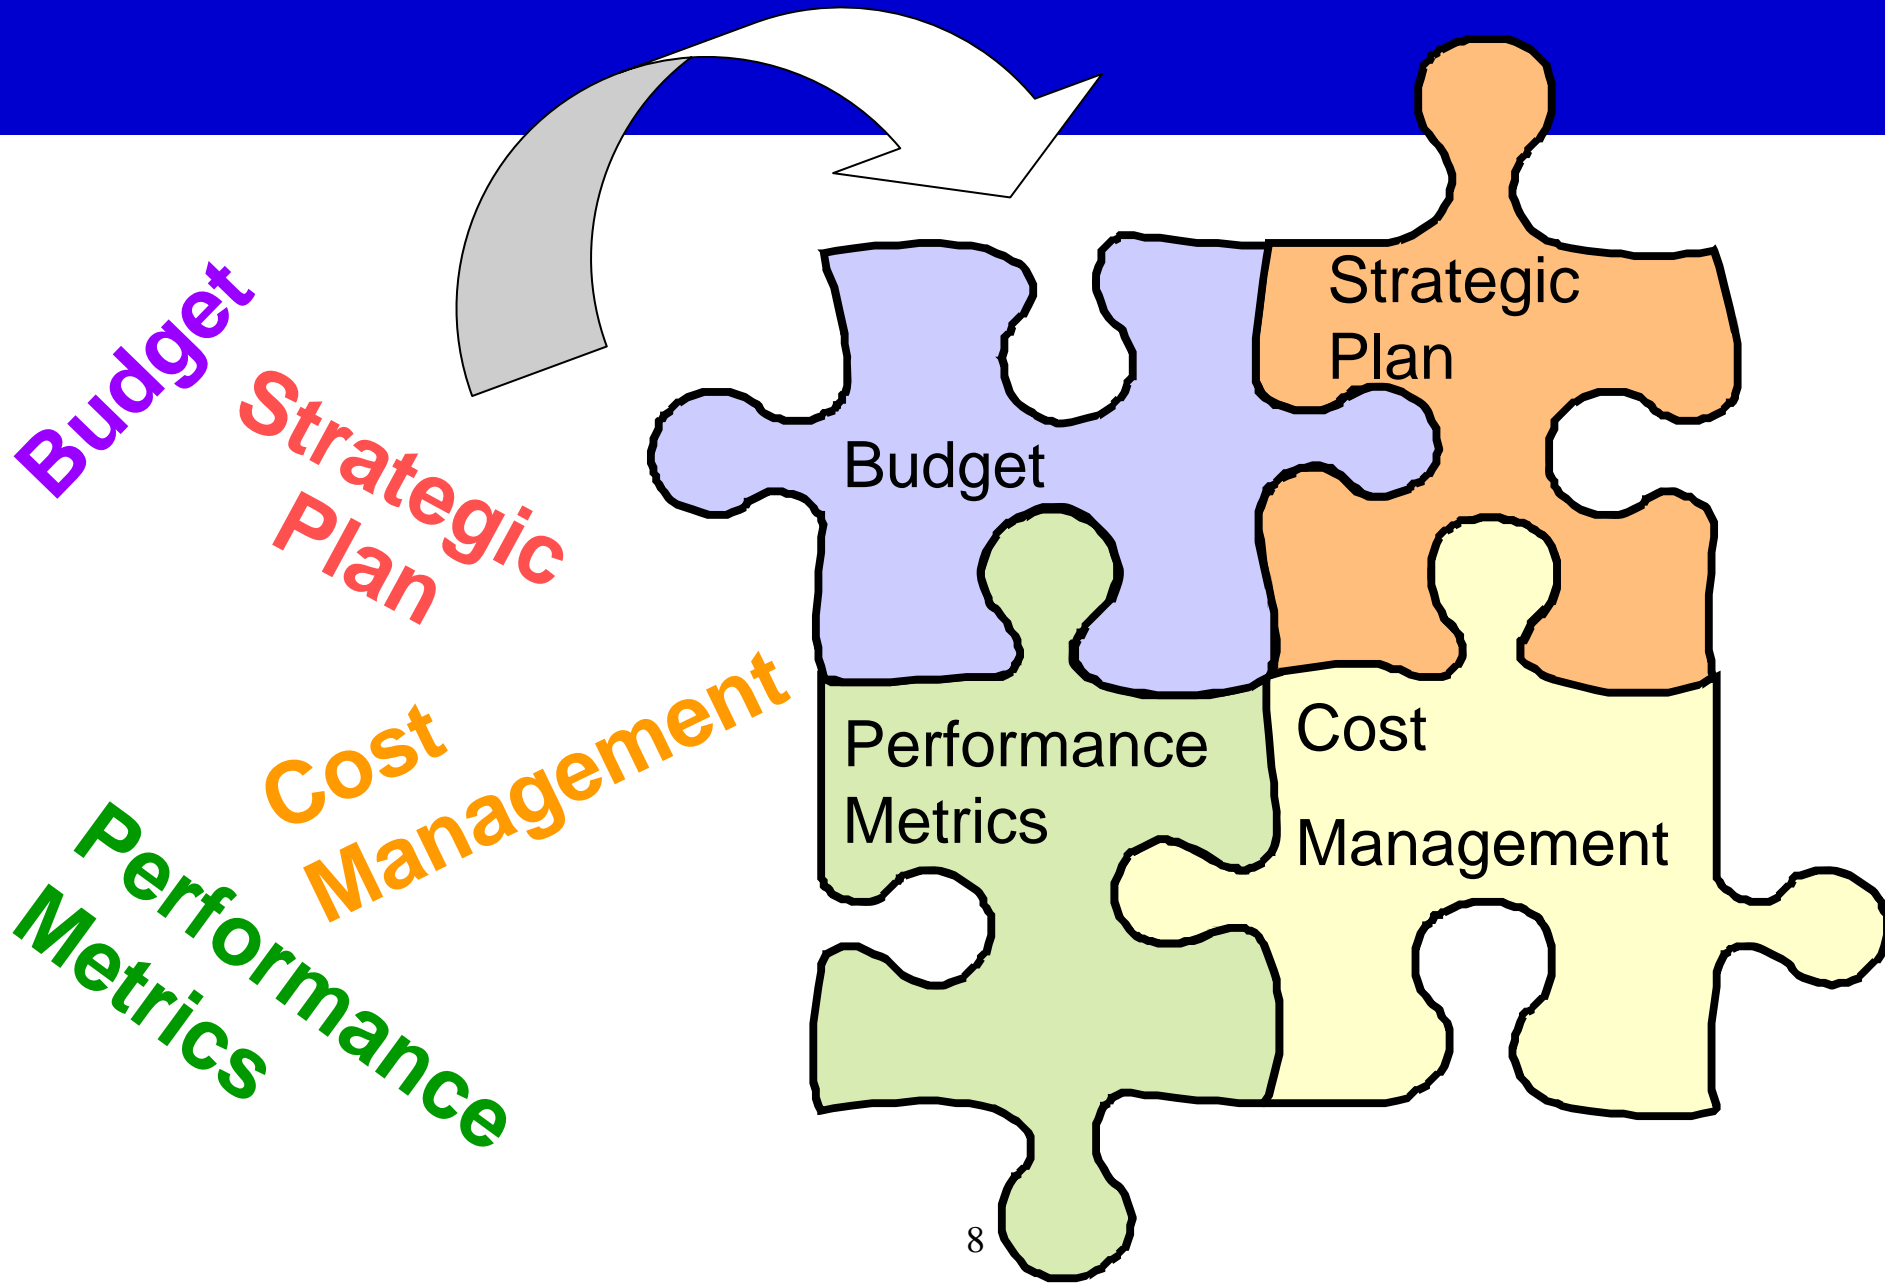 Budget
Strategic
Plan
Cost
Management
Performance
Metrics
Strategic
Plan
Budget
Performance
Metrics
Cost
Management
8